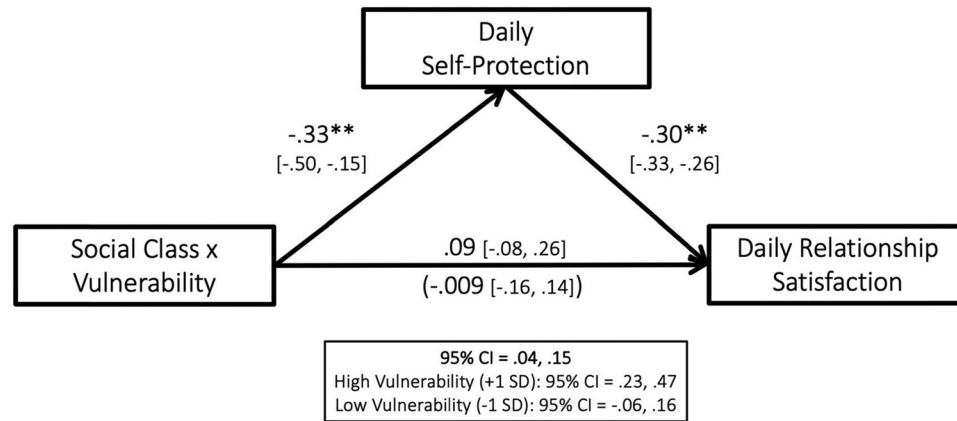 Daily
Self-Protection
-.33**
[-.50, -.15]
-.30**
[-.33, -.26]
Social Class x
Vulnerability
.09 [-.08, .26]
(-.009 [-.16, .14])
Daily Relationship
Satisfaction
95% CI = .04, .15
High Vulnerability (+1 SD): 95% CI = .23, .47
Low Vulnerability (-1 SD): 95% CI = -.06, .16